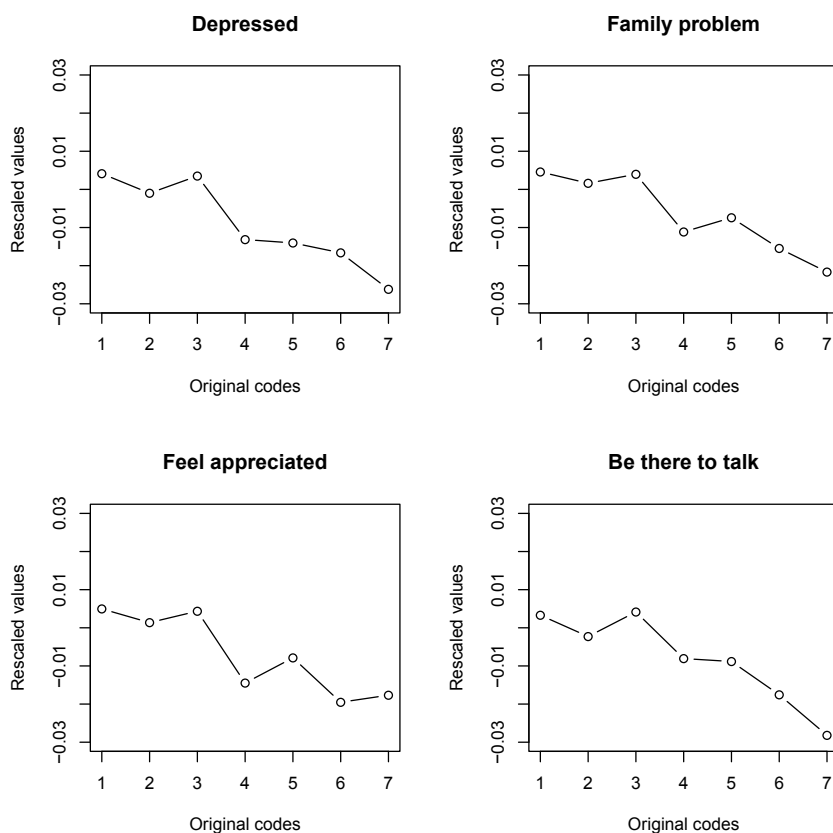 Depressed
Rescaled values
0.03
0.01
−0.01
−0.03
1 2 3 4 5 6 7
Original codes
Family problem
Rescaled values
0.03
0.01
−0.01
−0.03
1 2 3 4 5 6 7
Original codes
Feel appreciated
Rescaled values
0.03
0.01
−0.01
−0.03
1 2 3 4 5 6 7
Original codes
Be there to talk
Rescaled values
0.03
0.01
−0.01
−0.03
1 2 3 4 5 6 7
Original codes